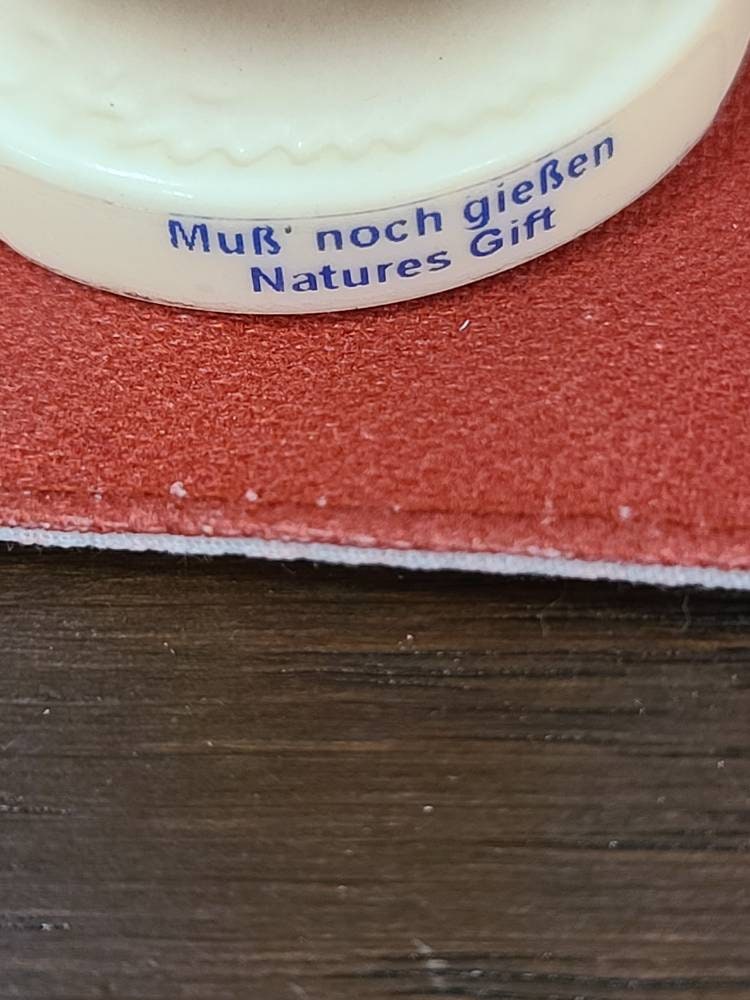 Muß' noch gießen
Natures Gift